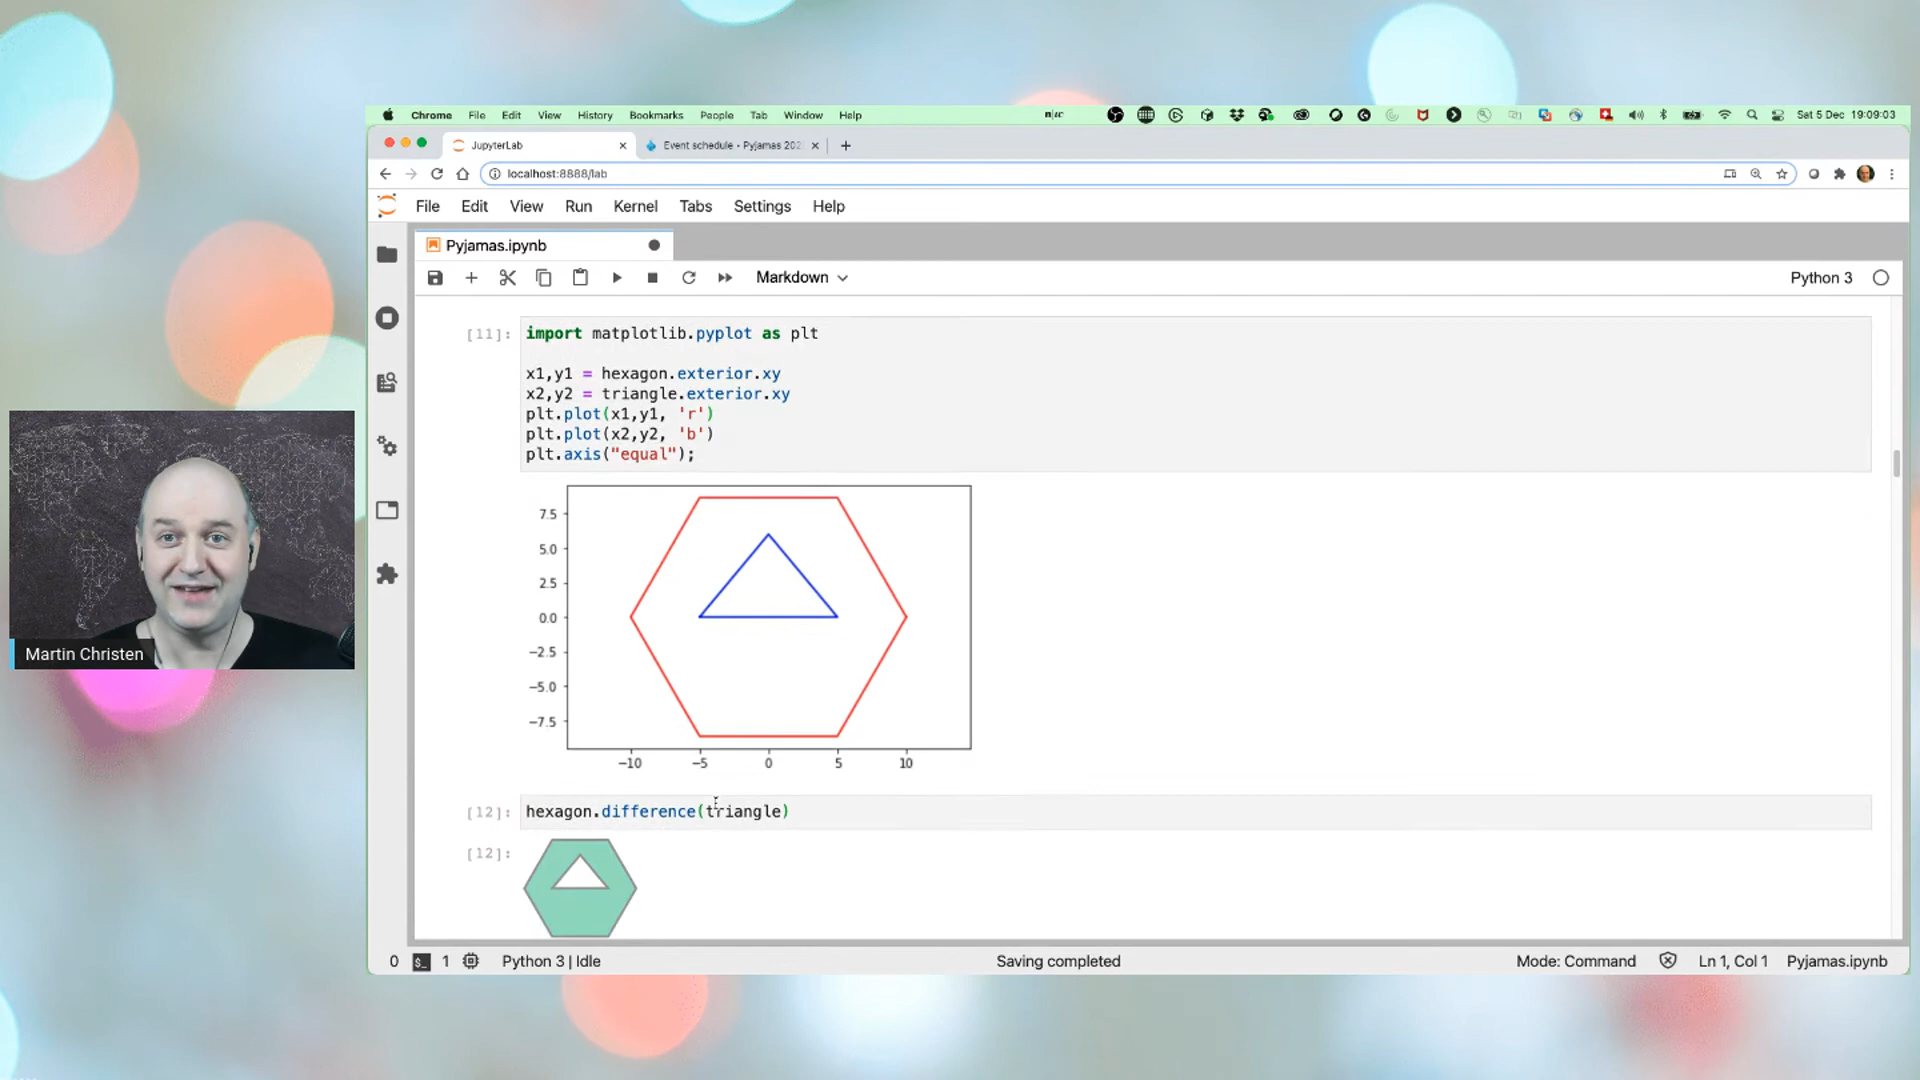 Chrome File Edit View History Bookmarks People Tab Window Help n|uc Sat 5 Dec 19:09:03
JupyterLab Event schedule • Pyjamas 202
localhost:8888/lab
File Edit View Run Kernel Tabs Settings Help
Pyjamas.ipynb
Markdown Python 3
[11]: import matplotlib.pyplot as plt
x1,y1 = hexagon.exterior.xy
x2,y2 = triangle.exterior.xy
plt.plot(x1,y1, 'r')
plt.plot(x2,y2, 'b')
plt.axis("equal");
7.5
5.0
2.5
0.0
−2.5
−5.0
−7.5
−10 −5 0 5 10
Martin Christen
[12]: hexagon.difference(triangle)
[12]:
0 $_ 1 Python 3 | Idle Saving completed Mode: Command Ln 1, Col 1 Pyjamas.ipynb